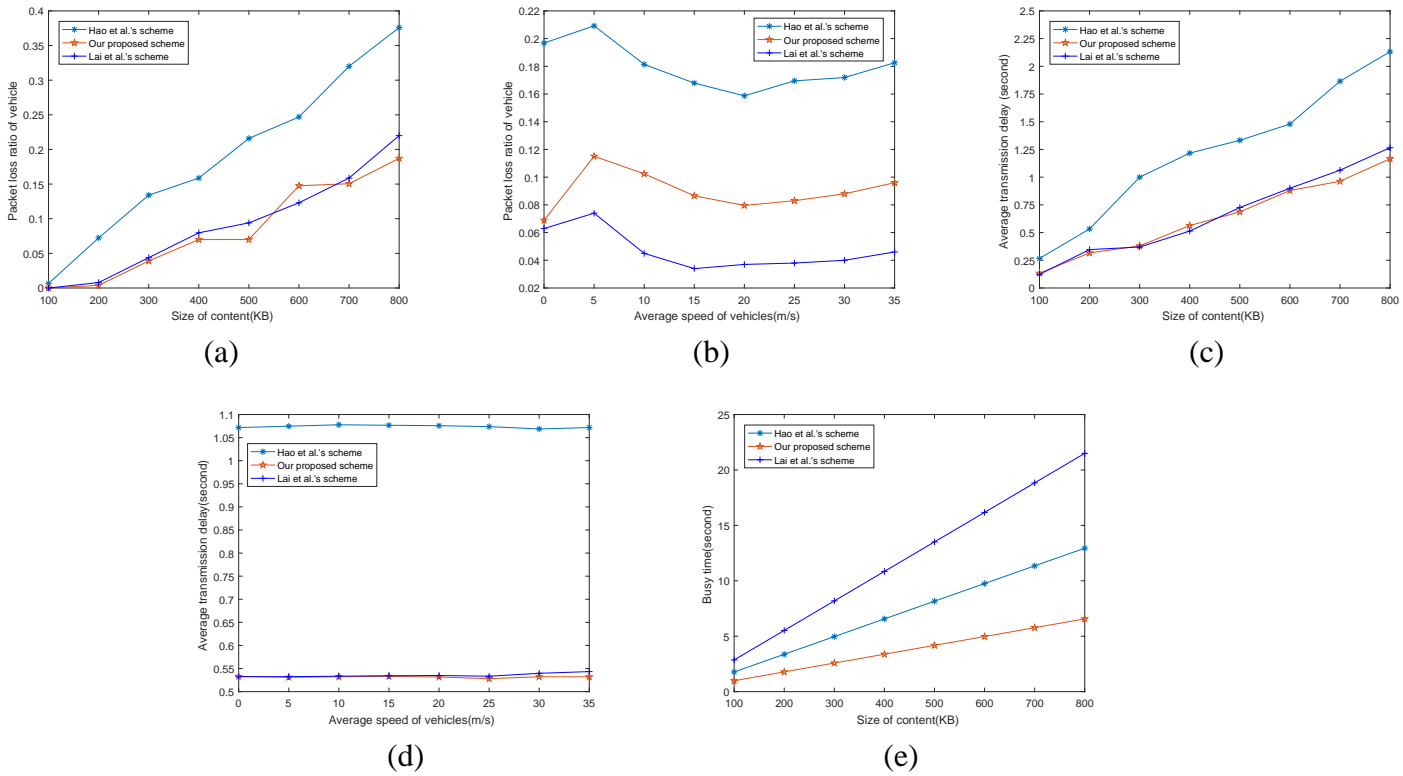 0.4
0.35
0.3
0.25
0.2
0.15
0.1
0.05
0
100 200 300 400 500 600 700 800
Packet loss ratio of vehicle
Size of content(KB)
Hao et al.'s scheme
Our proposed scheme
Lai et al.'s scheme
(a)
0.22
0.2
0.18
0.16
0.14
0.12
0.1
0.08
0.06
0.04
0.02
0 5 10 15 20 25 30 35
Packet loss ratio of vehicle
Average speed of vehicles(m/s)
Hao et al.'s scheme
Our proposed scheme
Lai et al.'s scheme
(b)
2.5
2.25
2
1.75
1.5
1.25
1
0.75
0.5
0.25
0
100 200 300 400 500 600 700 800
Average transmission delay (second)
Size of content(KB)
Hao et al.'s scheme
Our proposed scheme
Lai et al.'s scheme
(c)
1.1
1.05
1
0.95
0.9
0.85
0.8
0.75
0.7
0.65
0.6
0.55
0.5
0 5 10 15 20 25 30 35
Average transmission delay(second)
Average speed of vehicles(m/s)
Hao et al.'s scheme
Our proposed scheme
Lai et al.'s scheme
(d)
25
20
15
10
5
0
100 200 300 400 500 600 700 800
Busy time(second)
Size of content(KB)
Hao et al.'s scheme
Our proposed scheme
Lai et al.'s scheme
(e)